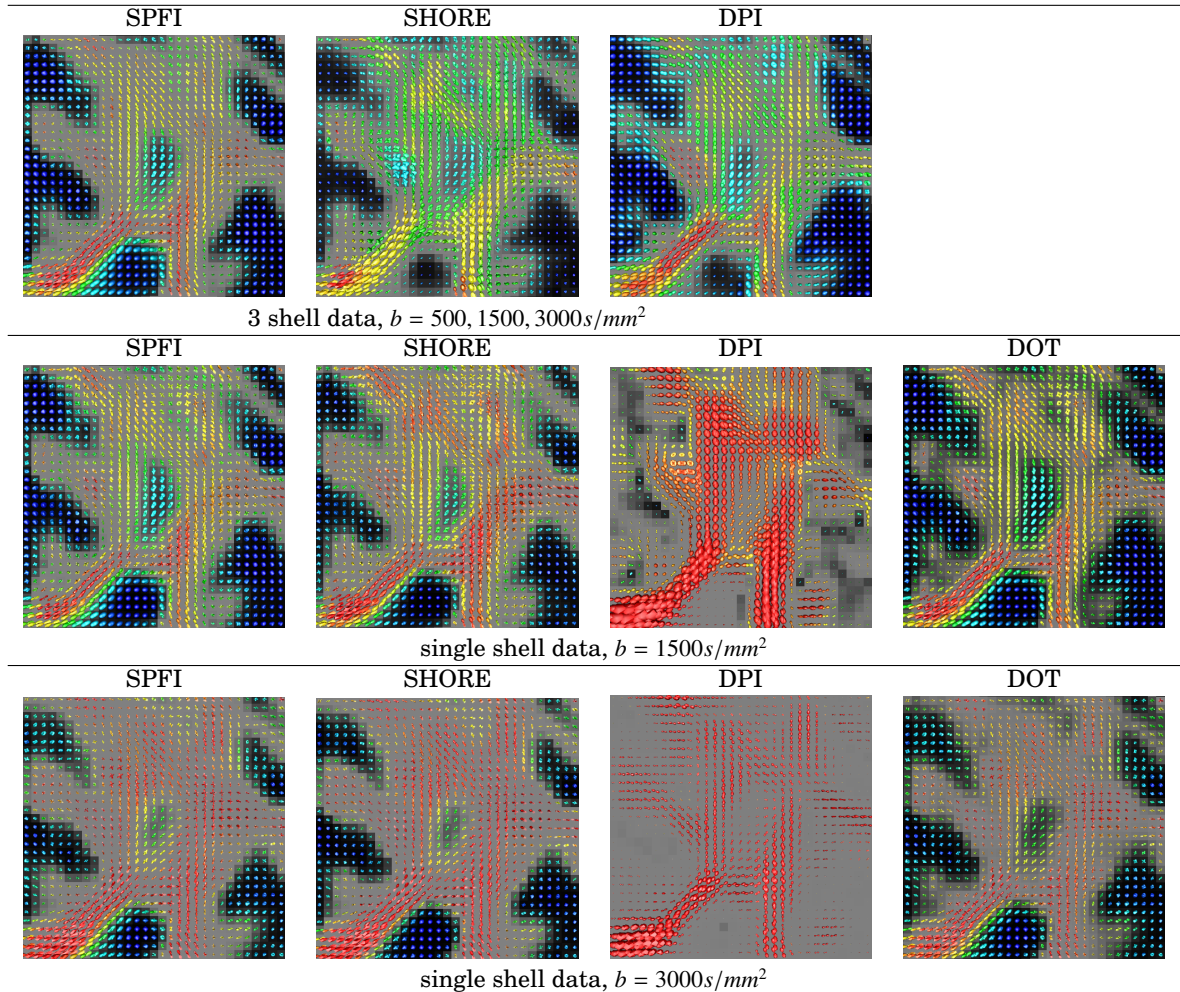 SPFI SHORE DPI
3 shell data, b = 500, 1500, 3000s/mm²
SPFI SHORE DPI DOT
single shell data, b = 1500s/mm²
SPFI SHORE DPI DOT
single shell data, b = 3000s/mm²